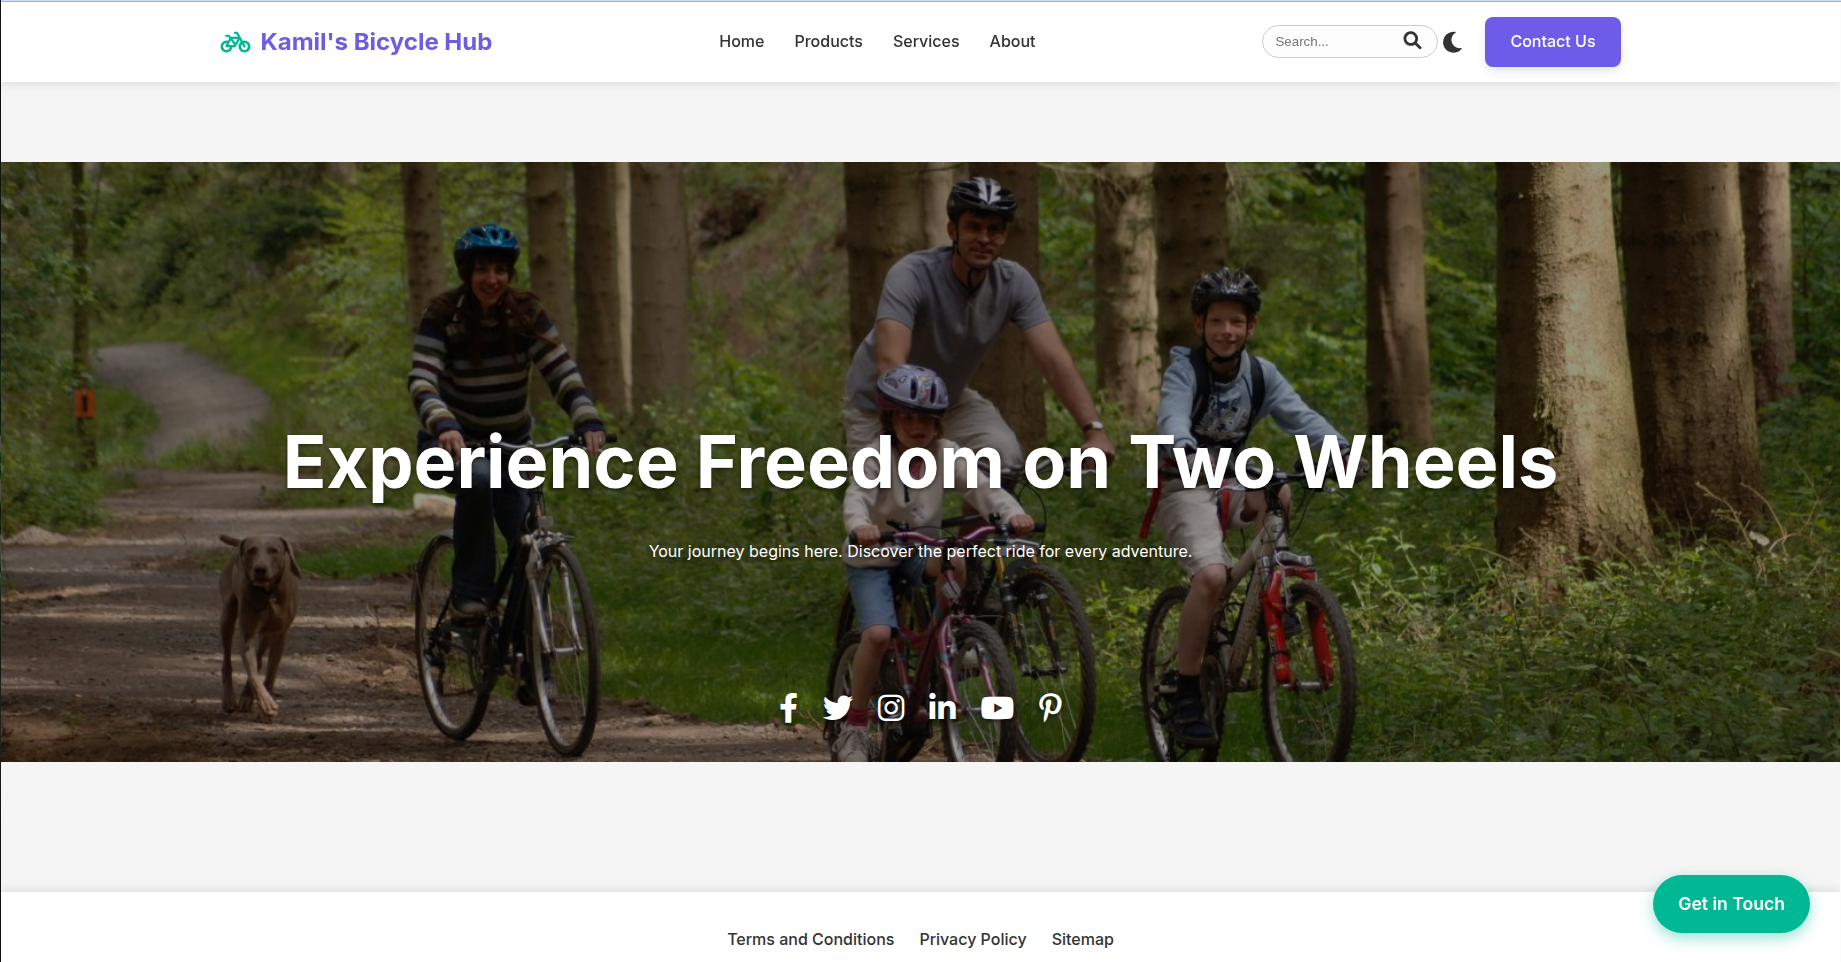 Kamil's Bicycle Hub
Home Products Services About
Search...
Contact Us
Experience Freedom on Two Wheels
Your journey begins here. Discover the perfect ride for every adventure.
Get in Touch
Terms and Conditions Privacy Policy Sitemap